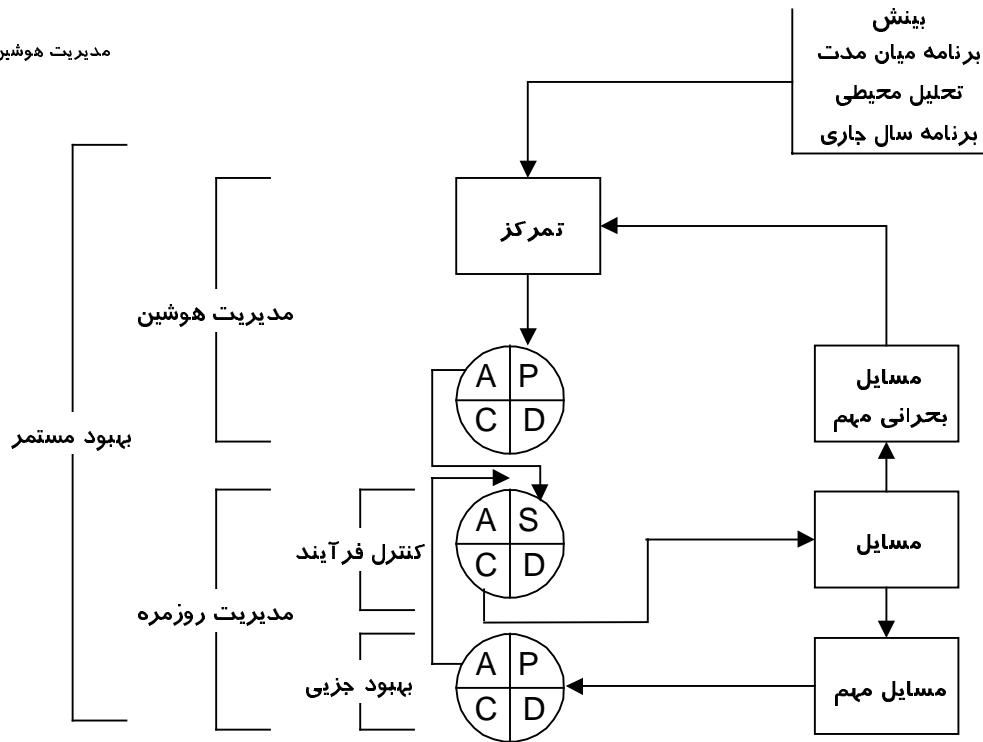 بینش
برنامه میان مدت
تحلیل محیطی
برنامه سال جاری
مدیریت
تمرکز
مدیریت هوشین
A P
C D
مسایل
بحرانی مهم
بهبود مستمر
A S
C D
کنترل فرآیند
مسایل
مدیریت روزمره
A P
C D
بهبود جزیی
مسایل مهم